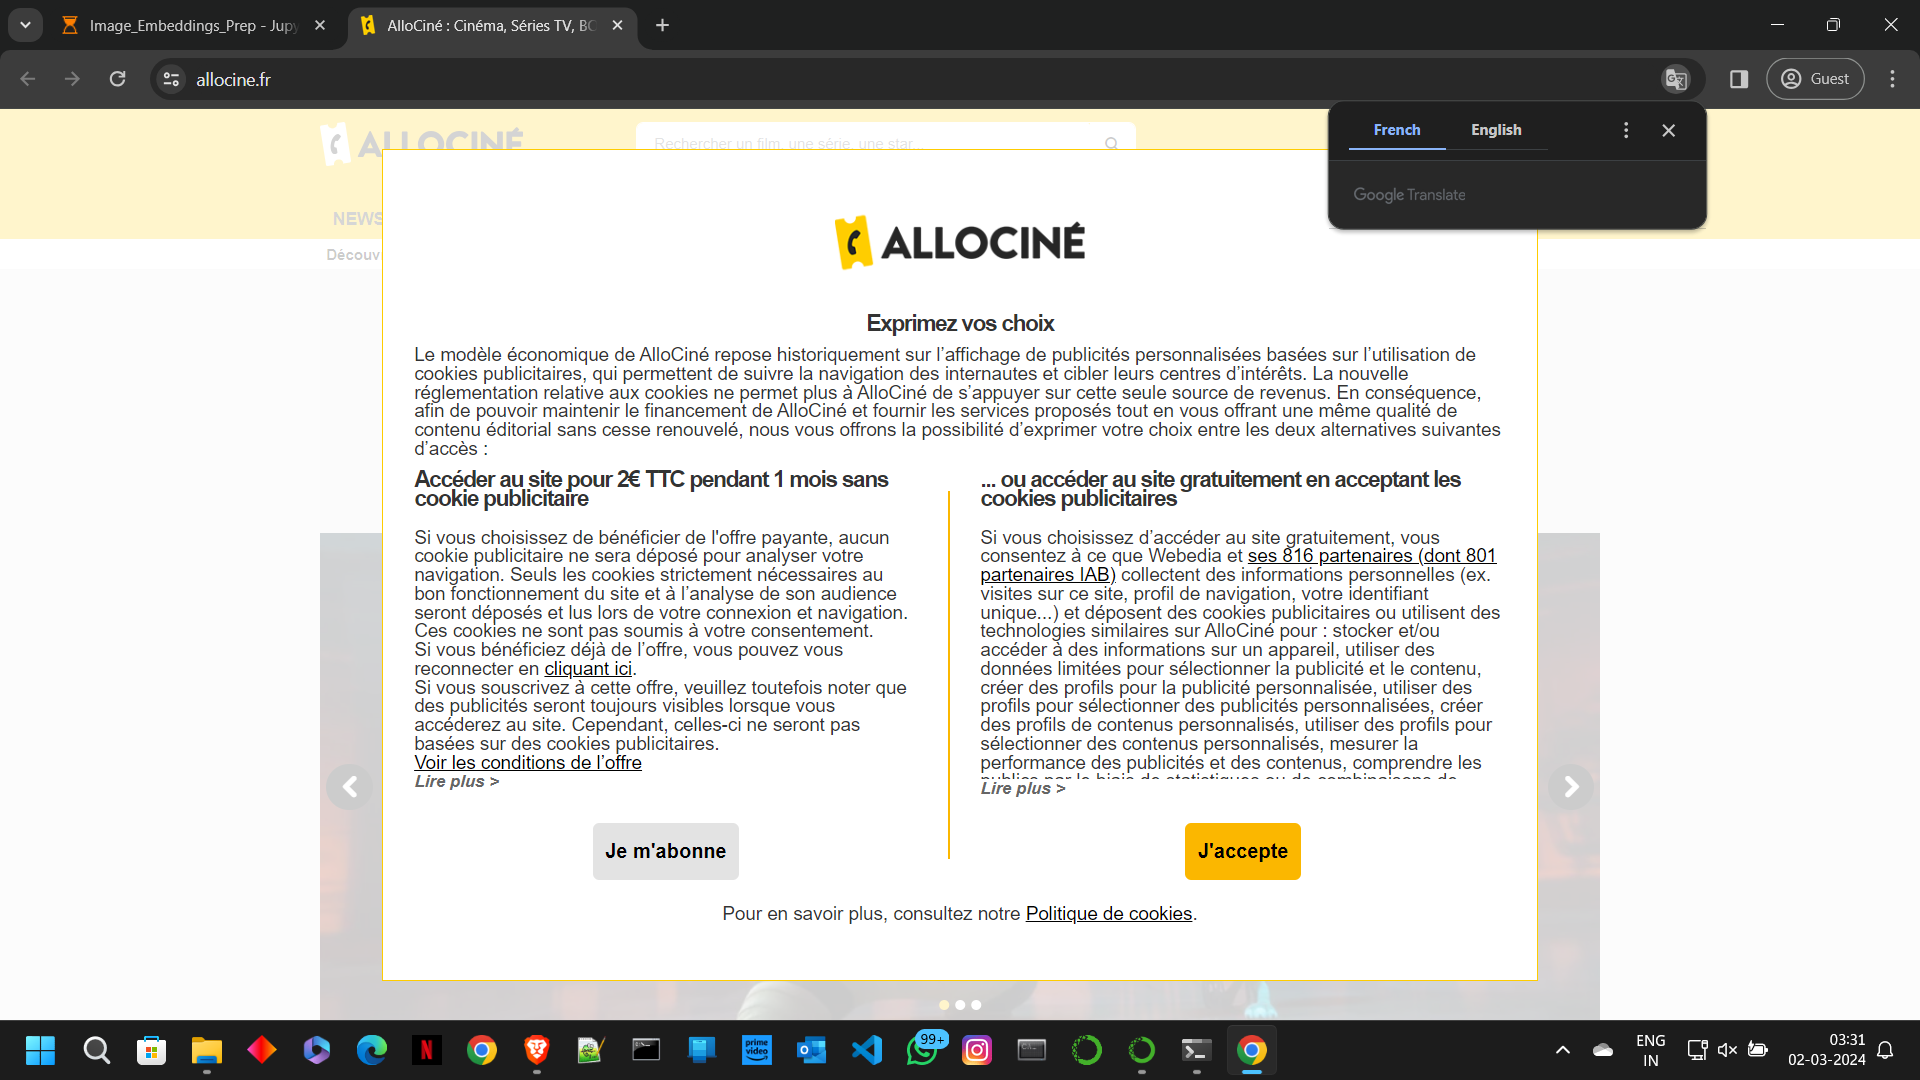 Image_Embeddings_Prep - Jupy
AlloCiné : Cinéma, Séries TV, BO
allocine.fr
Guest
French
English
Google Translate
ALLOCINÉ
Rechercher un film, une série, une star...
NEWS
Découv
ALLOCINÉ
Exprimez vos choix
Le modèle économique de AlloCiné repose historiquement sur l’affichage de publicités personnalisées basées sur l’utilisation de
cookies publicitaires, qui permettent de suivre la navigation des internautes et cibler leurs centres d’intérêts. La nouvelle
réglementation relative aux cookies ne permet plus à AlloCiné de s’appuyer sur cette seule source de revenus. En conséquence,
afin de pouvoir maintenir le financement de AlloCiné et fournir les services proposés tout en vous offrant une même qualité de
contenu éditorial sans cesse renouvelé, nous vous offrons la possibilité d’exprimer votre choix entre les deux alternatives suivantes
d’accès :
Accéder au site pour 2€ TTC pendant 1 mois sans
cookie publicitaire
Si vous choisissez de bénéficier de l'offre payante, aucun
cookie publicitaire ne sera déposé pour analyser votre
navigation. Seuls les cookies strictement nécessaires au
bon fonctionnement du site et à l’analyse de son audience
seront déposés et lus lors de votre connexion et navigation.
Ces cookies ne sont pas soumis à votre consentement.
Si vous bénéficiez déjà de l’offre, vous pouvez vous
reconnecter en cliquant ici.
Si vous souscrivez à cette offre, veuillez toutefois noter que
des publicités seront toujours visibles lorsque vous
accéderez au site. Cependant, celles-ci ne seront pas
basées sur des cookies publicitaires.
Voir les conditions de l’offre
Lire plus >
Je m'abonne
... ou accéder au site gratuitement en acceptant les
cookies publicitaires
Si vous choisissez d’accéder au site gratuitement, vous
consentez à ce que Webedia et ses 816 partenaires (dont 801
partenaires IAB) collectent des informations personnelles (ex.
visites sur ce site, profil de navigation, votre identifiant
unique...) et déposent des cookies publicitaires ou utilisent des
technologies similaires sur AlloCiné pour : stocker et/ou
accéder à des informations sur un appareil, utiliser des
données limitées pour sélectionner la publicité et le contenu,
créer des profils pour la publicité personnalisée, utiliser des
profils pour sélectionner des publicités personnalisées, créer
des profils de contenus personnalisés, utiliser des profils pour
sélectionner des contenus personnalisés, mesurer la
performance des publicités et des contenus, comprendre les
publics par le biais de statistiques ou de combinaisons de
Lire plus >
J'accepte
Pour en savoir plus, consultez notre Politique de cookies.
prime
video
99+
ENG
IN
03:31
02-03-2024